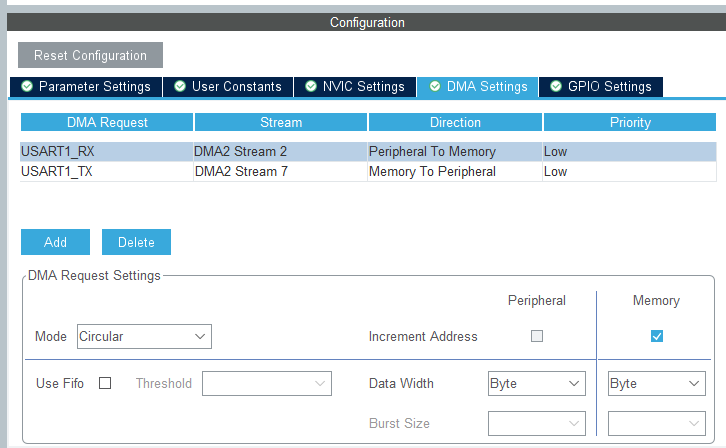 Configuration
Reset Configuration
Parameter Settings User Constants NVIC Settings DMA Settings GPIO Settings
DMA Request Stream Direction Priority
USART1_RX DMA2 Stream 2 Peripheral To Memory Low
USART1_TX DMA2 Stream 7 Memory To Peripheral Low
Add Delete
DMA Request Settings
Peripheral Memory
Mode Circular Increment Address
Use Fifo Threshold Data Width Byte Byte
Burst Size